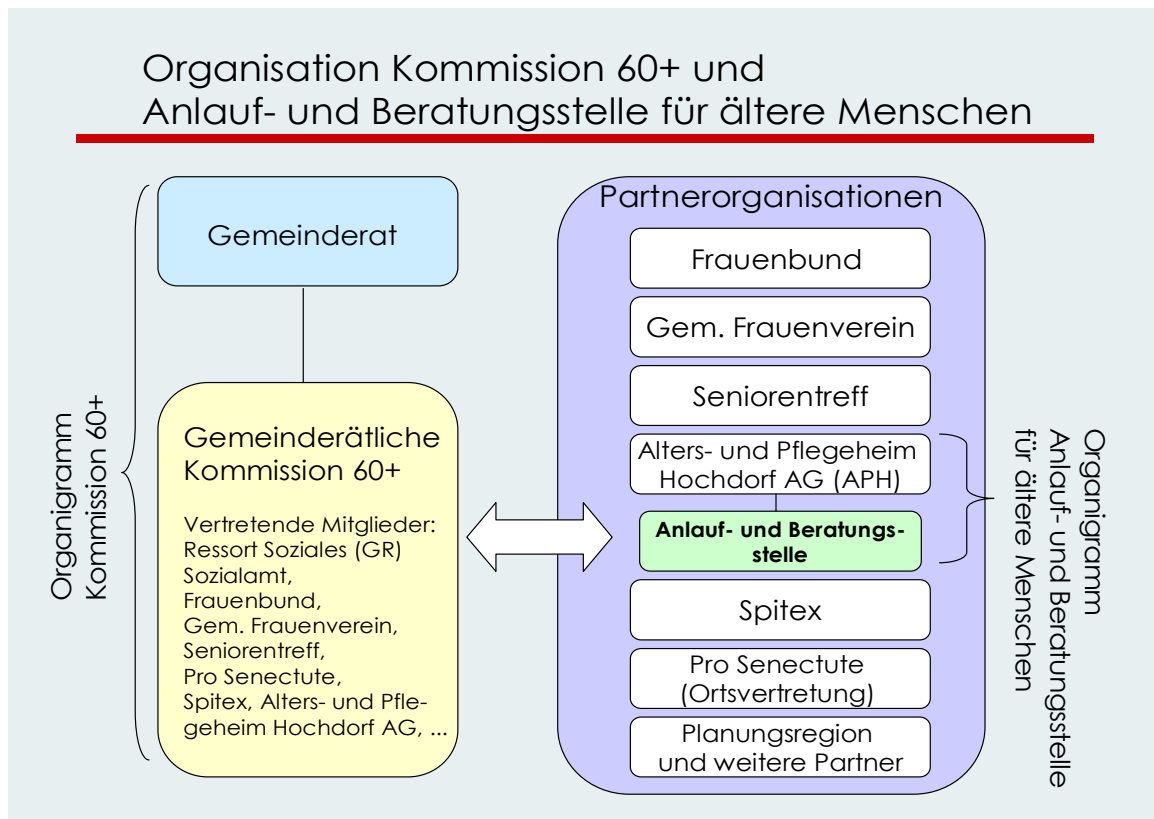 Organisation Kommission 60+ und
Anlauf- und Beratungsstelle für ältere Menschen
Organigramm
Kommission 60+
Gemeinderat
Gemeinderätliche
Kommission 60+
Vertretende Mitglieder:
Ressort Soziales (GR)
Sozialamt,
Frauenbund,
Gem. Frauenverein,
Seniorentreff,
Pro Senectute,
Spitex, Alters- und Pfle-
geheim Hochdorf AG, ...
Partnerorganisationen
Frauenbund
Gem. Frauenverein
Seniorentreff
Alters- und Pflegeheim
Hochdorf AG (APH)
Anlauf- und Beratungs-
stelle
Spitex
Pro Senectute
(Ortsvertretung)
Planungsregion
und weitere Partner
Organigramm
Anlauf- und Beratungsstelle
für ältere Menschen